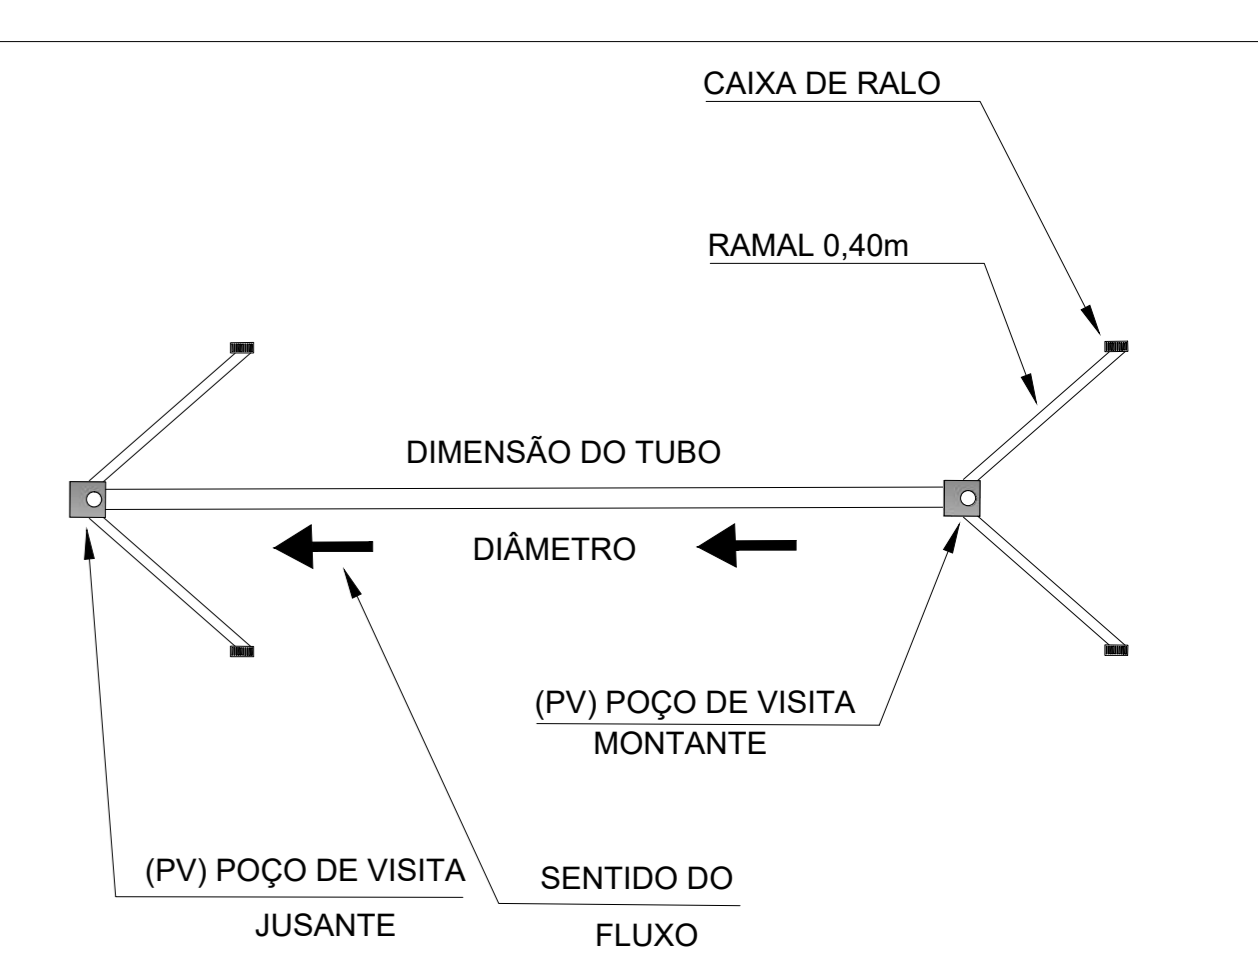 CAIXA DE RALO
RAMAL 0,40m
DIMENSÃO DO TUBO
DIÂMETRO
(PV) POÇO DE VISITA
MONTANTE
(PV) POÇO DE VISITA
JUSANTE
SENTIDO DO
FLUXO